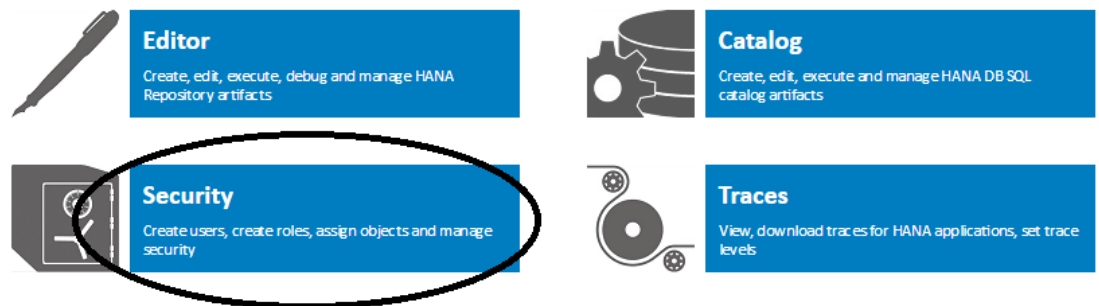 Editor
Create, edit, execute, debug and manage HANA
Repository artifacts
Catalog
Create, edit, execute and manage HANA DB SQL
catalog artifacts
Security
Create users, create roles, assign objects and manage
security
Traces
View, download traces for HANA applications, set trace
levels